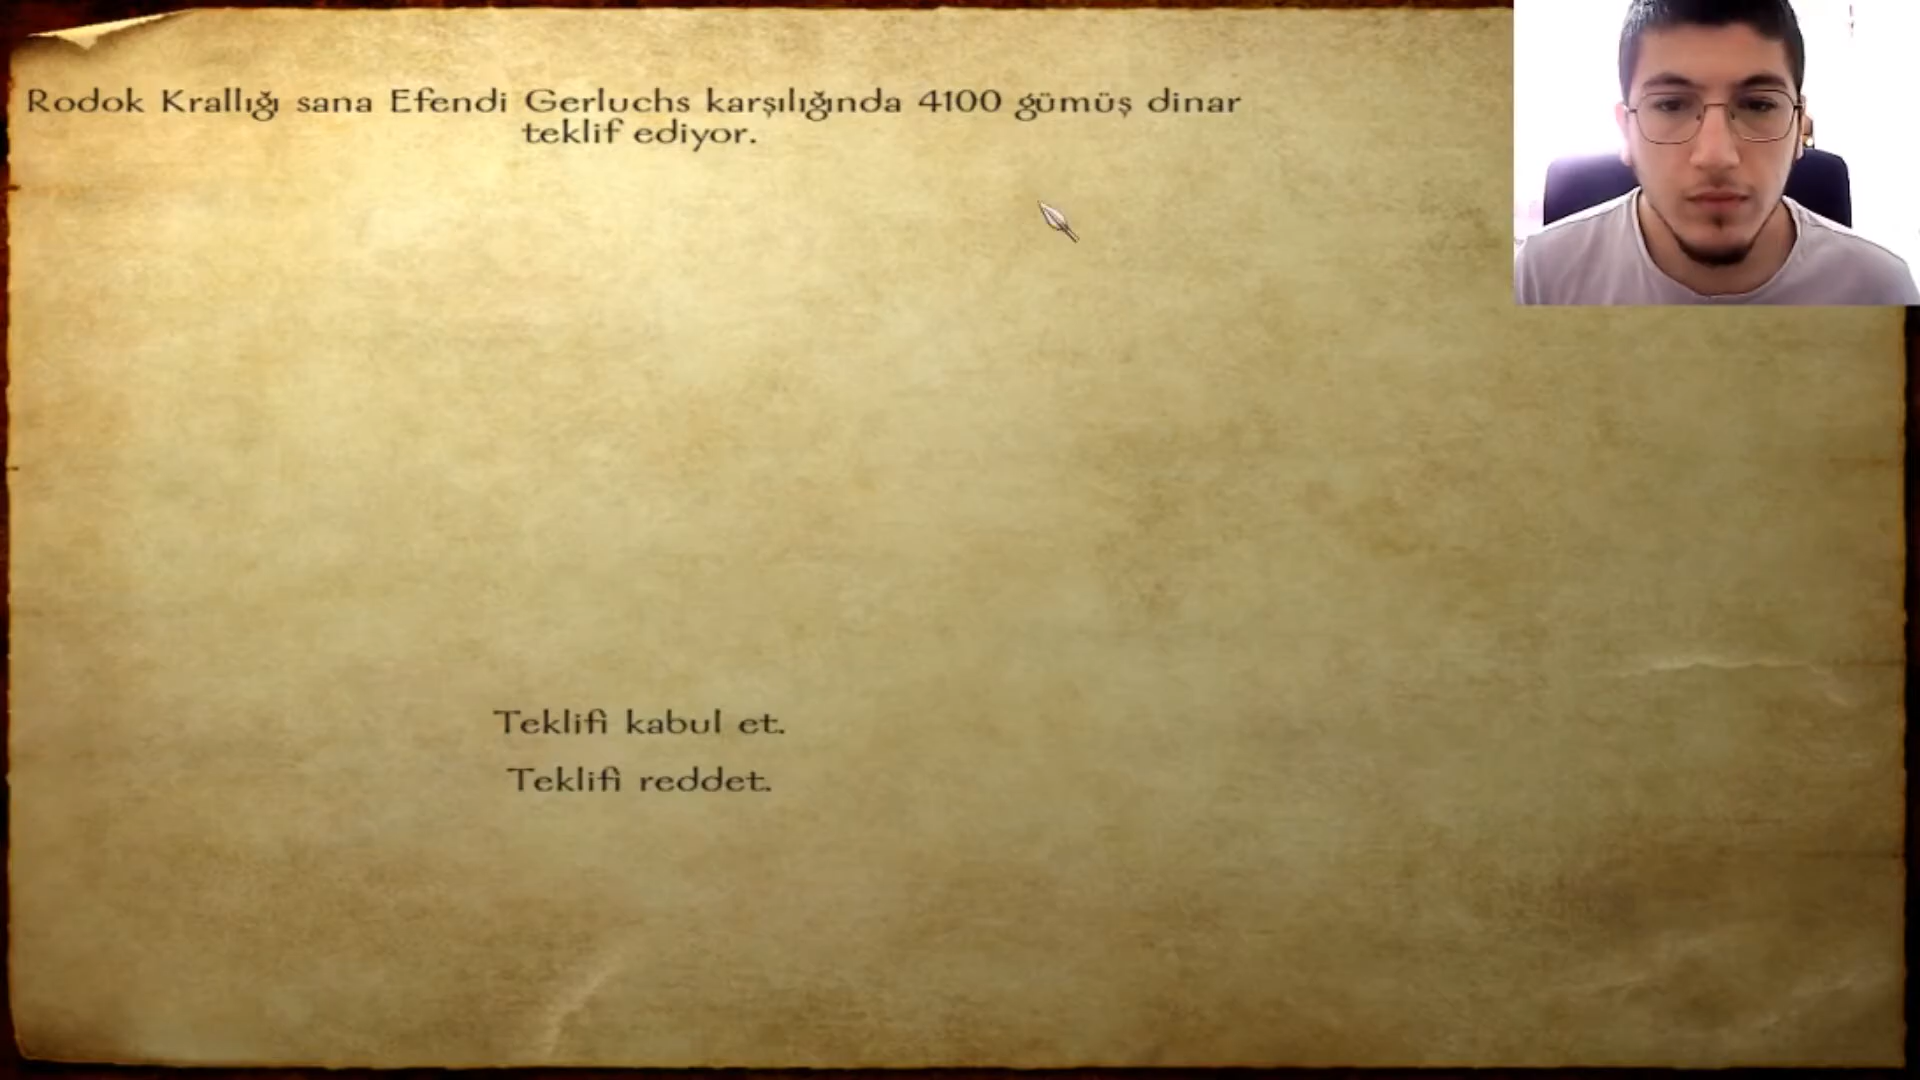 Rodok Krallığı sana Efendi Gerluchs karşılığında 4100 gümüş dinar
teklif ediyor.
Teklifi kabul et.
Teklifi reddet.